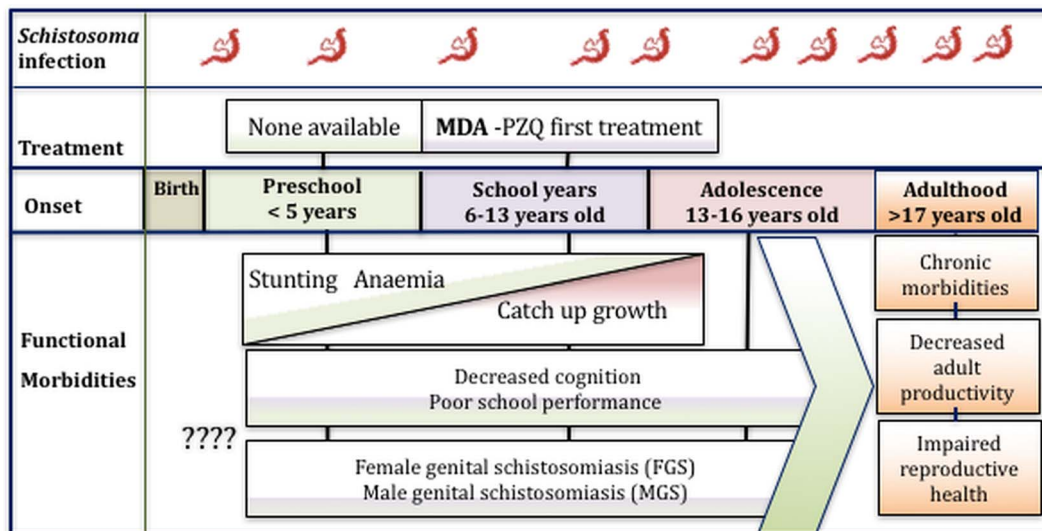 Schistosoma
infection
Treatment
None available
MDA -PZQ first treatment
Onset
Birth
Preschool
< 5 years
School years
6-13 years old
Adolescence
13-16 years old
Adulthood
>17 years old
Functional
Morbidities
Stunting Anaemia
Catch up growth
Decreased cognition
Poor school performance
????
Female genital schistosomiasis (FGS)
Male genital schistosomiasis (MGS)
Chronic
morbidities
Decreased
adult
productivity
Impaired
reproductive
health